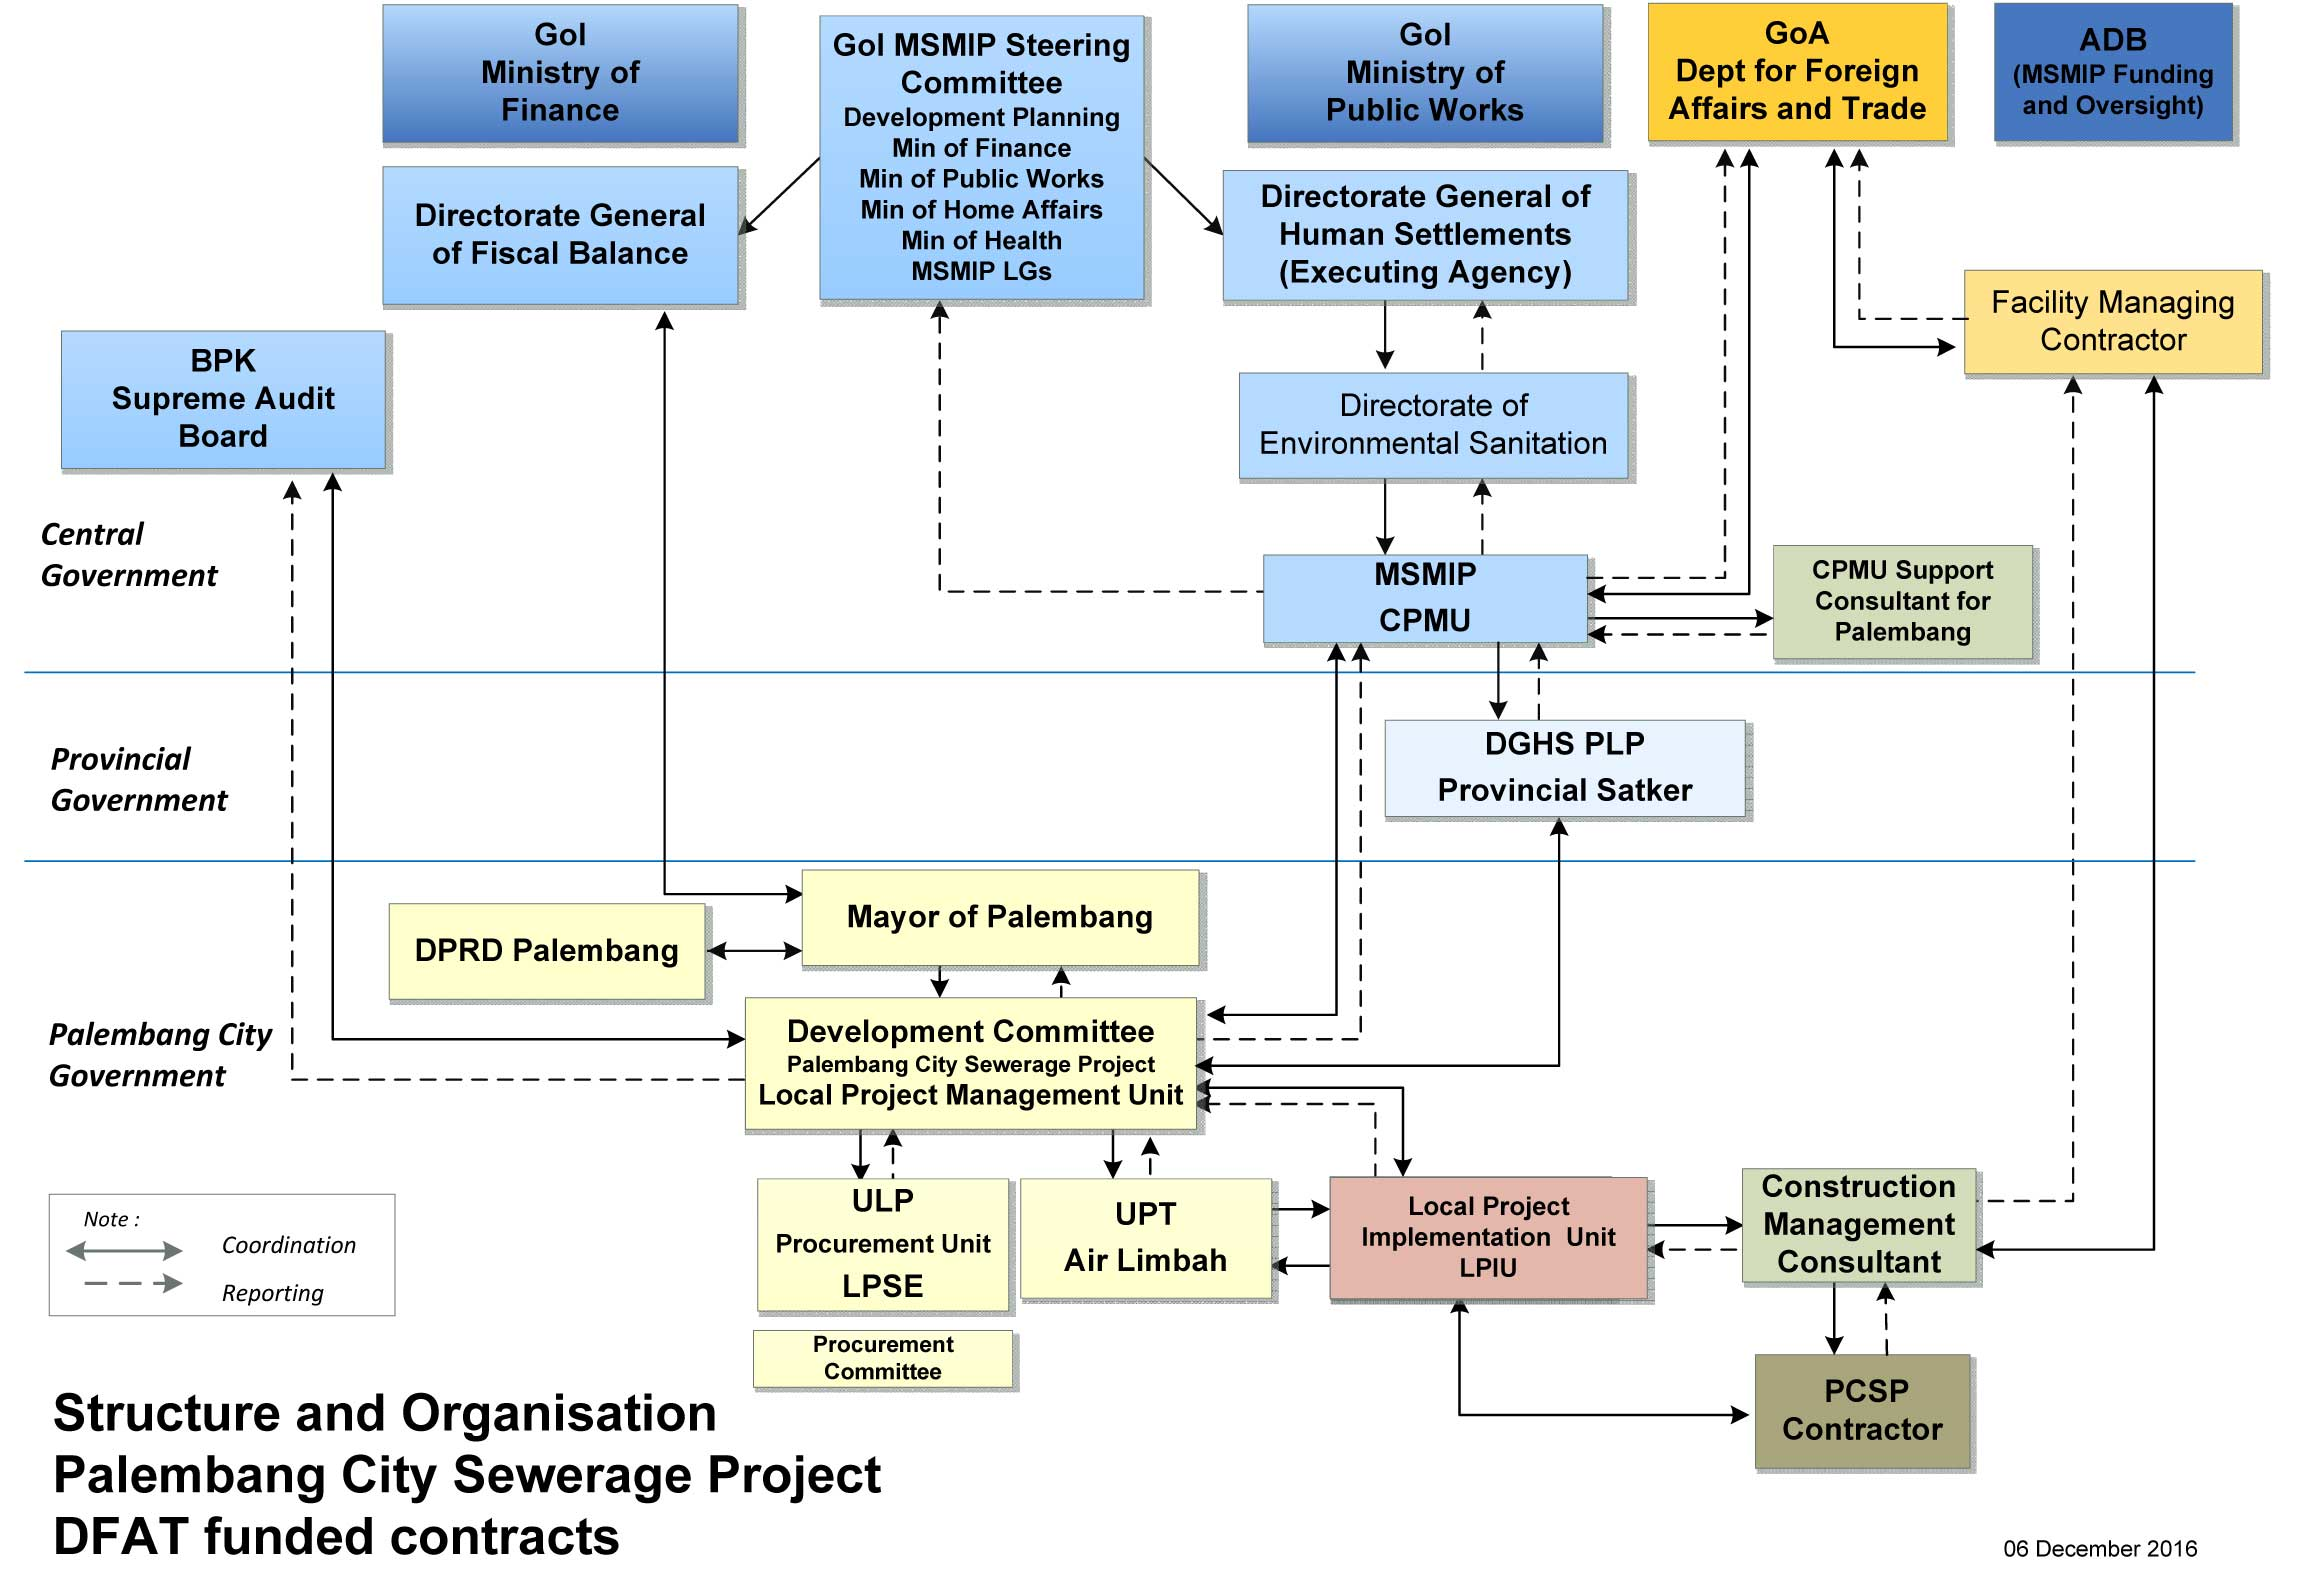 GoI
Ministry of
Finance
GoI MSMIP Steering
Committee
Development Planning
Min of Finance
Min of Public Works
Min of Home Affairs
Min of Health
MSMIP LGs
GoI
Ministry of
Public Works
GoA
Dept for Foreign
Affairs and Trade
ADB
(MSMIP Funding
and Oversight)
Directorate General
of Fiscal Balance
Directorate General of
Human Settlements
(Executing Agency)
Facility Managing
Contractor
BPK
Supreme Audit
Board
Directorate of
Environmental Sanitation
Central
Government
MSMIP
CPMU
CPMU Support
Consultant for
Palembang
Provincial
Government
DGHS PLP
Provincial Satker
Mayor of Palembang
DPRD Palembang
Palembang City
Government
Development Committee
Palembang City Sewerage Project
Local Project Management Unit
ULP
Procurement Unit
LPSE
UPT
Air Limbah
Local Project
Implementation Unit
LPIU
Construction
Management
Consultant
Note :
Coordination
Reporting
Procurement
Committee
PCSP
Contractor
Structure and Organisation
Palembang City Sewerage Project
DFAT funded contracts
06 December 2016